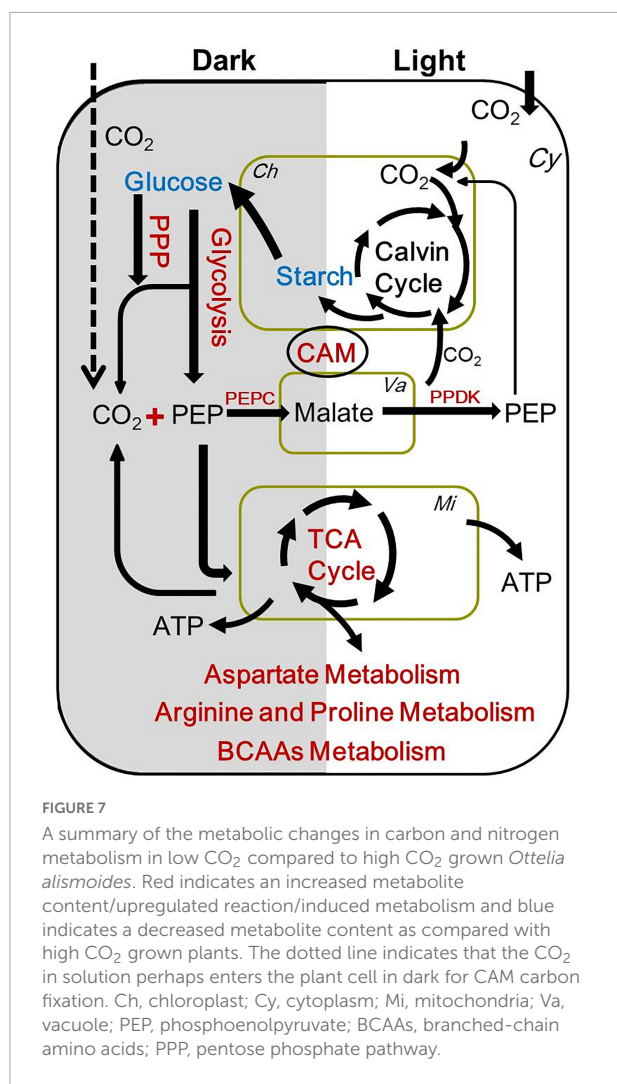 Dark Light
CO2
CO2
Cy
Ch
Glucose
CO2
PPP
Glycolysis
Calvin
Cycle
Starch
CAM
CO2
Va
CO2 + PEP PEPC Malate PPDK PEP
Mi
TCA
Cycle
ATP
ATP
Aspartate Metabolism
Arginine and Proline Metabolism
BCAAs Metabolism
FIGURE 7
A summary of the metabolic changes in carbon and nitrogen
metabolism in low CO2 compared to high CO2 grown Ottelia
alismoides. Red indicates an increased metabolite
content/upregulated reaction/induced metabolism and blue
indicates a decreased metabolite content as compared with
high CO2 grown plants. The dotted line indicates that the CO2
in solution perhaps enters the plant cell in dark for CAM carbon
fixation. Ch, chloroplast; Cy, cytoplasm; Mi, mitochondria; Va,
vacuole; PEP, phosphoenolpyruvate; BCAAs, branched-chain
amino acids; PPP, pentose phosphate pathway.